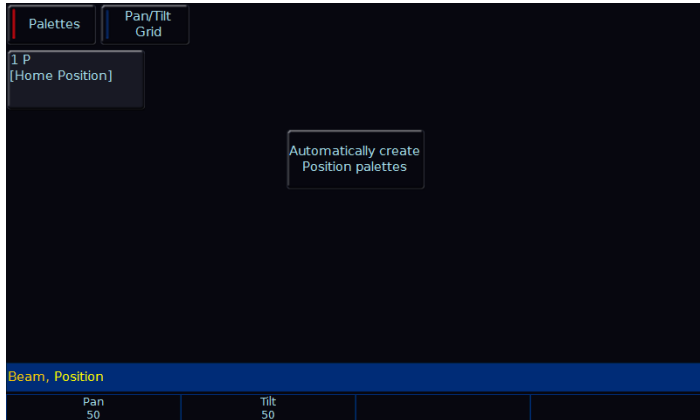 Palettes
Pan/Tilt
Grid
1 P
[Home Position]
Automatically create
Position palettes
Beam, Position
Pan
50
Tilt
50